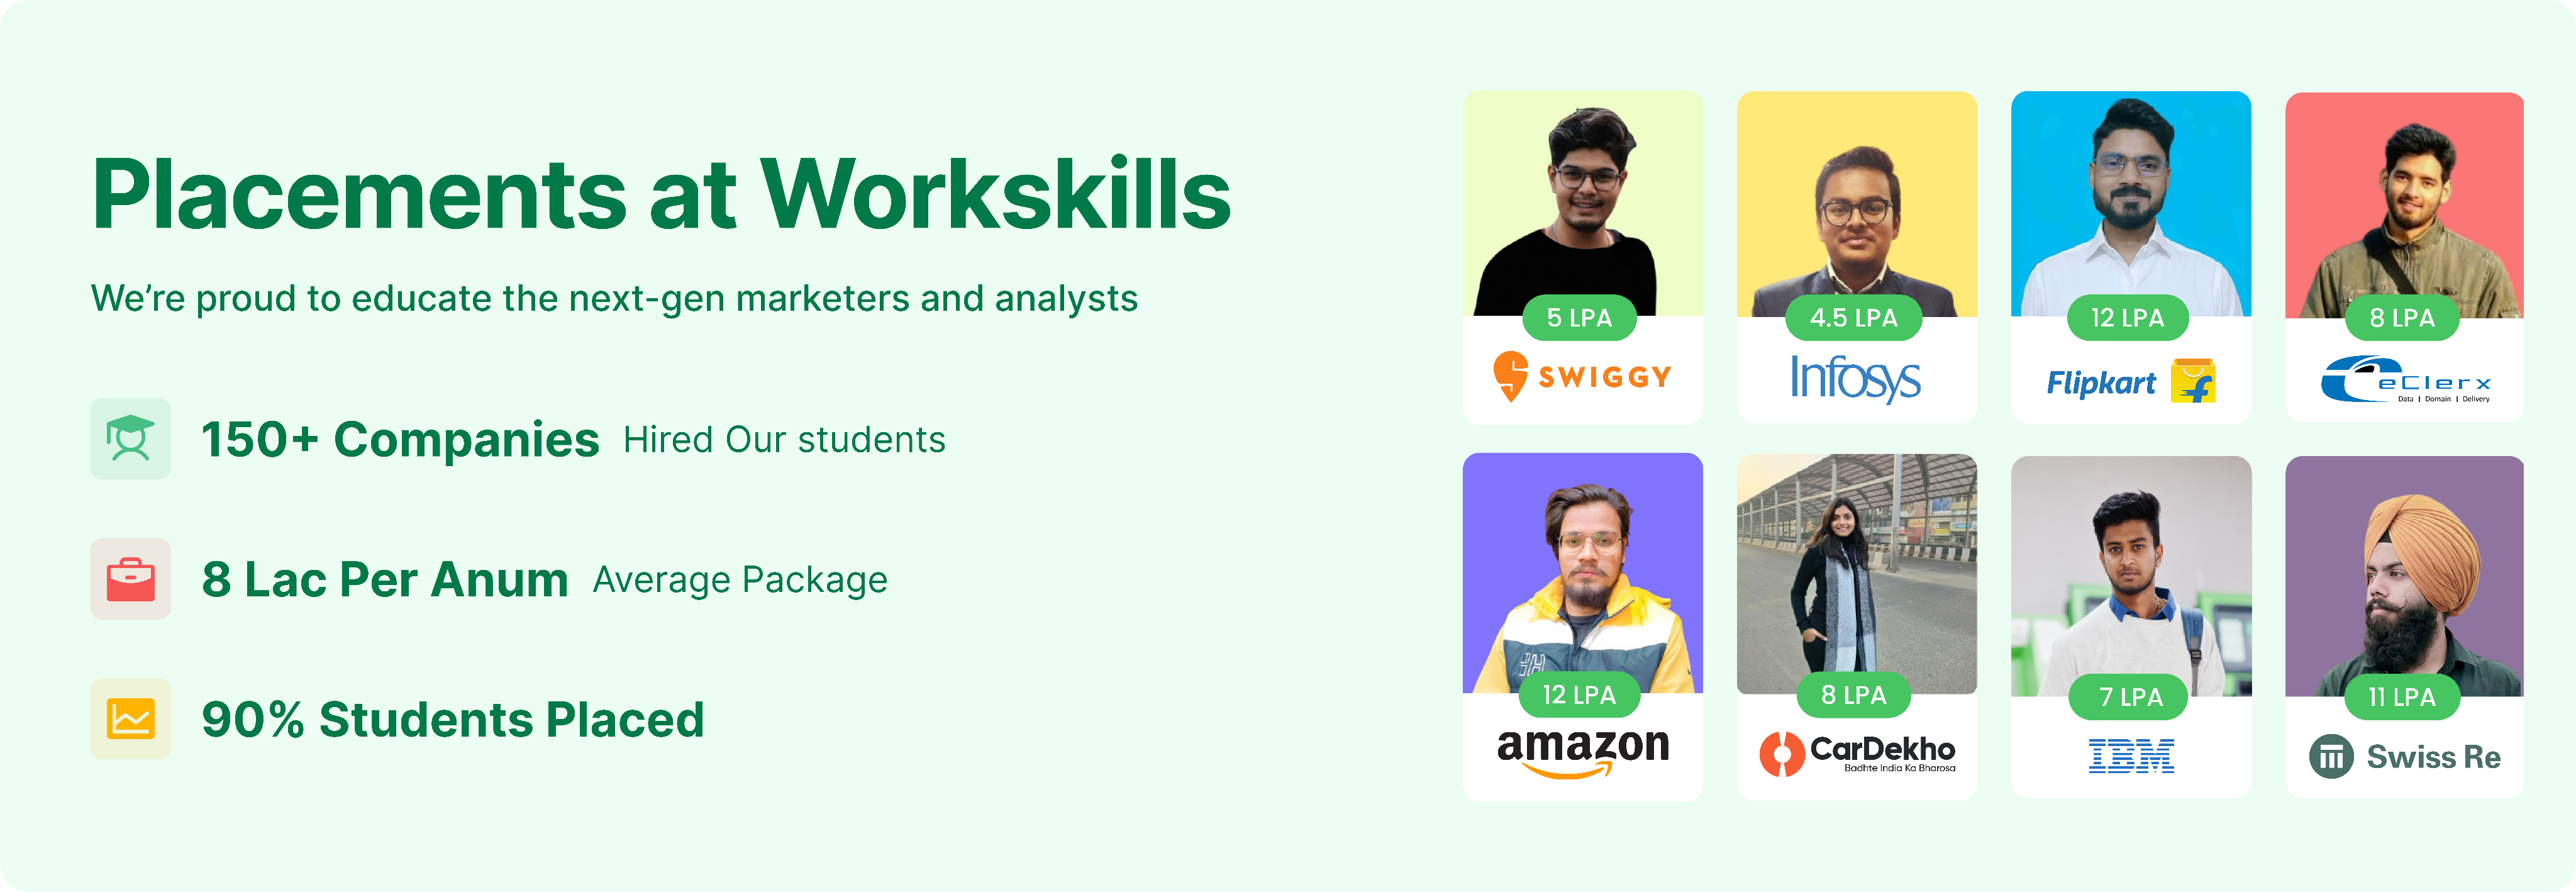 Placements at Workskills
We're proud to educate the next-gen marketers and analysts
150+ Companies Hired Our students
8 Lac Per Anum Average Package
90% Students Placed
5 LPA
SWIGGY
4.5 LPA
Infosys
12 LPA
Flipkart
8 LPA
eClerx
Data | Domain | Delivery
12 LPA
amazon
8 LPA
CarDekho
Badhte India Ka Bharosa
7 LPA
IBM
11 LPA
Swiss Re